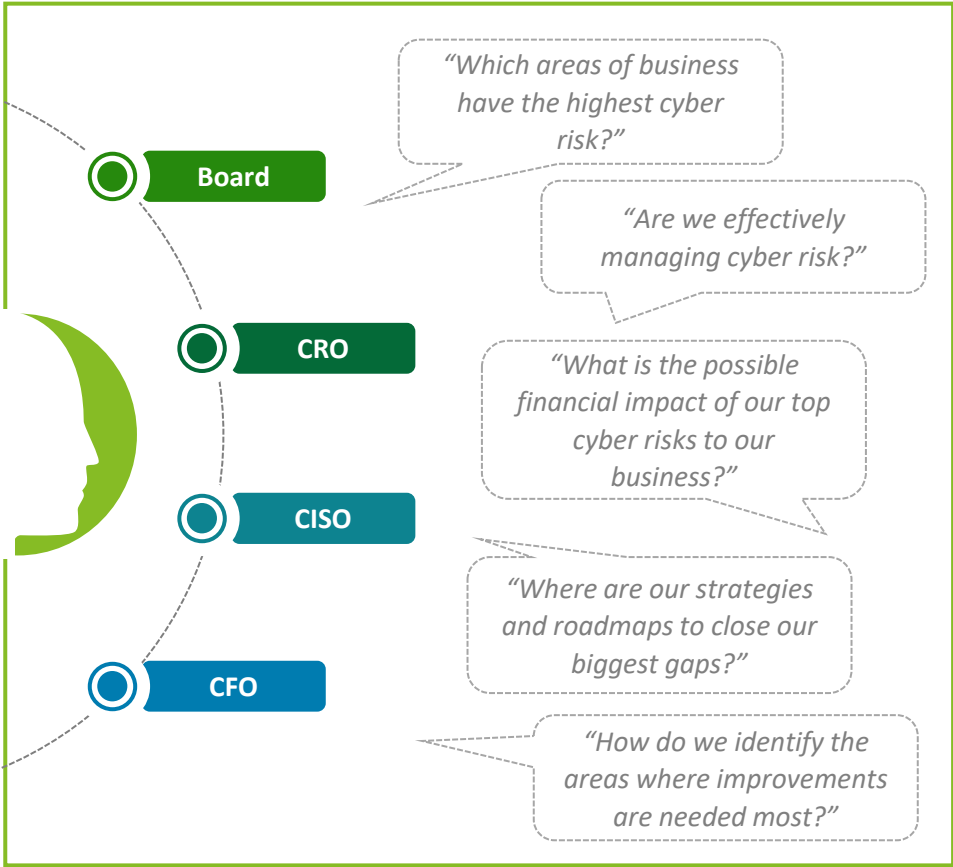 “Which areas of business
have the highest cyber
risk?”
Board
“Are we effectively
managing cyber risk?”
CRO
“What is the possible
financial impact of our top
cyber risks to our
business?”
CISO
“Where are our strategies
and roadmaps to close our
biggest gaps?”
CFO
“How do we identify the
areas where improvements
are needed most?”